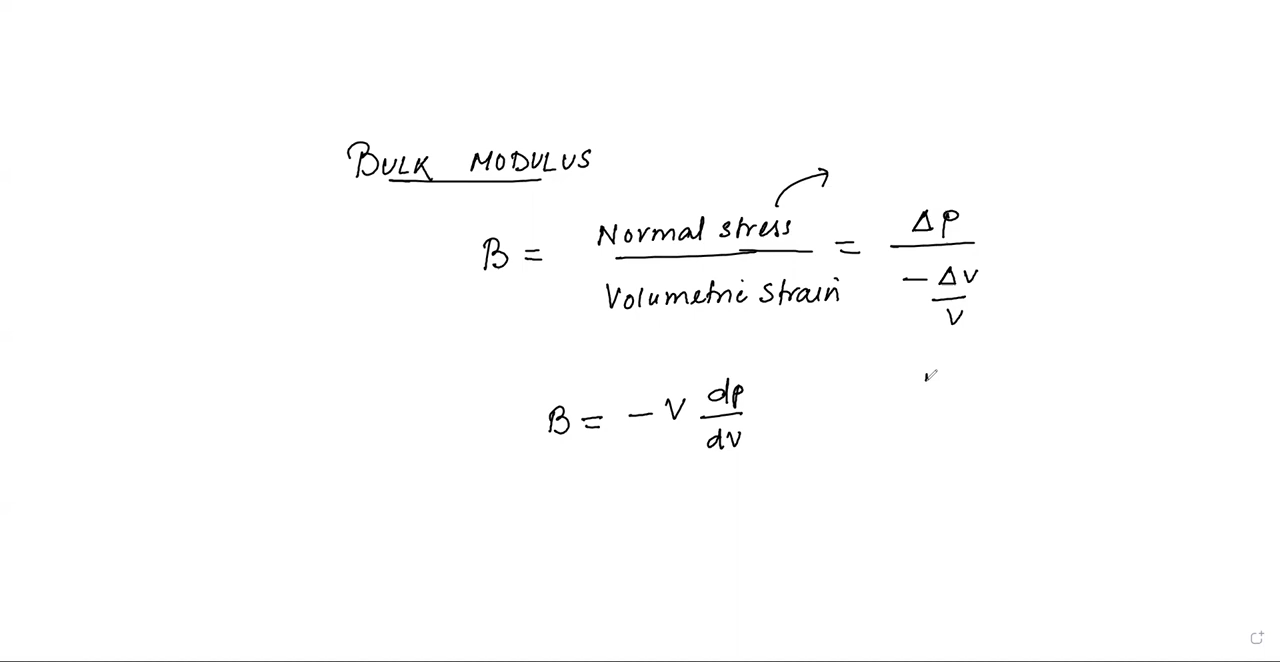 BULK MODULUS
B = Normal stress / Volumetric Strain = ΔP / (-ΔV / V)
B = - V dp / dv